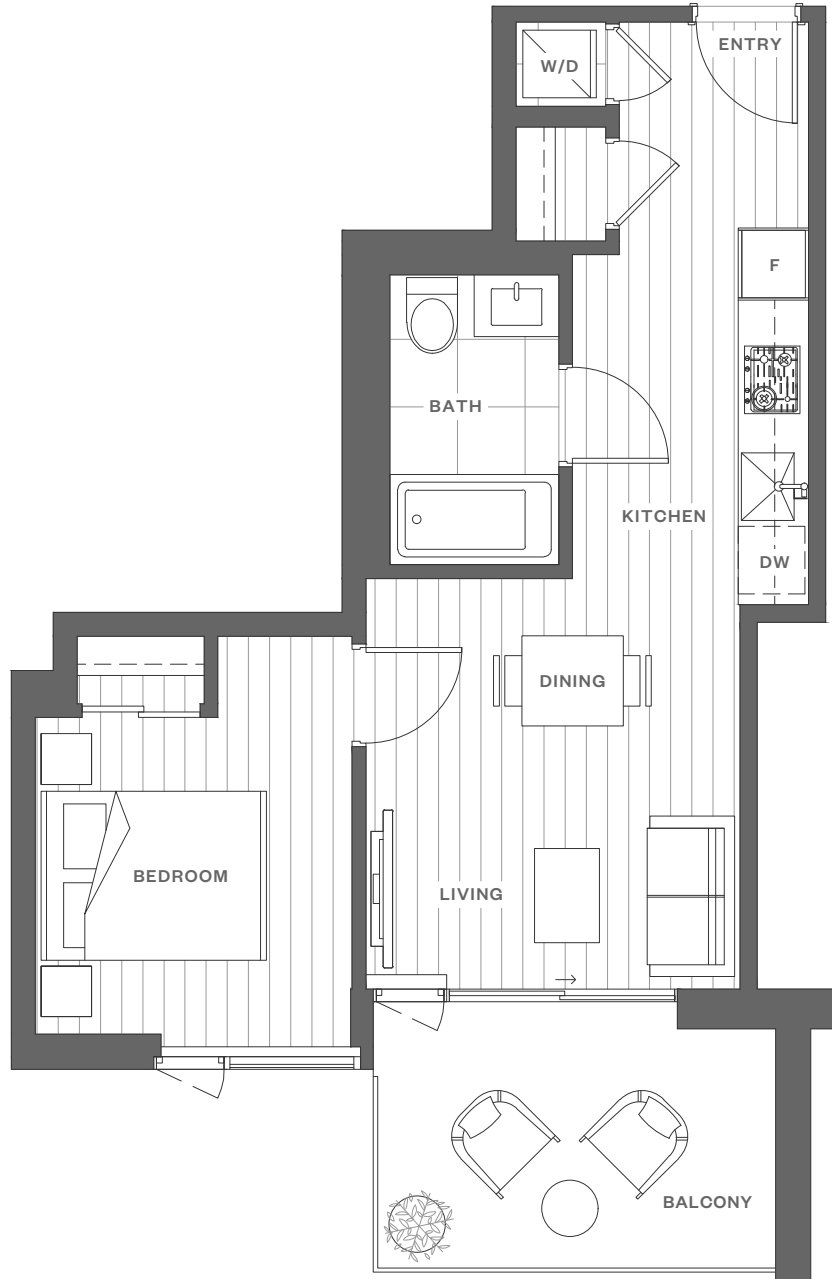 ENTRY
W/D
F
BATH
KITCHEN
DW
DINING
BEDROOM
LIVING
BALCONY